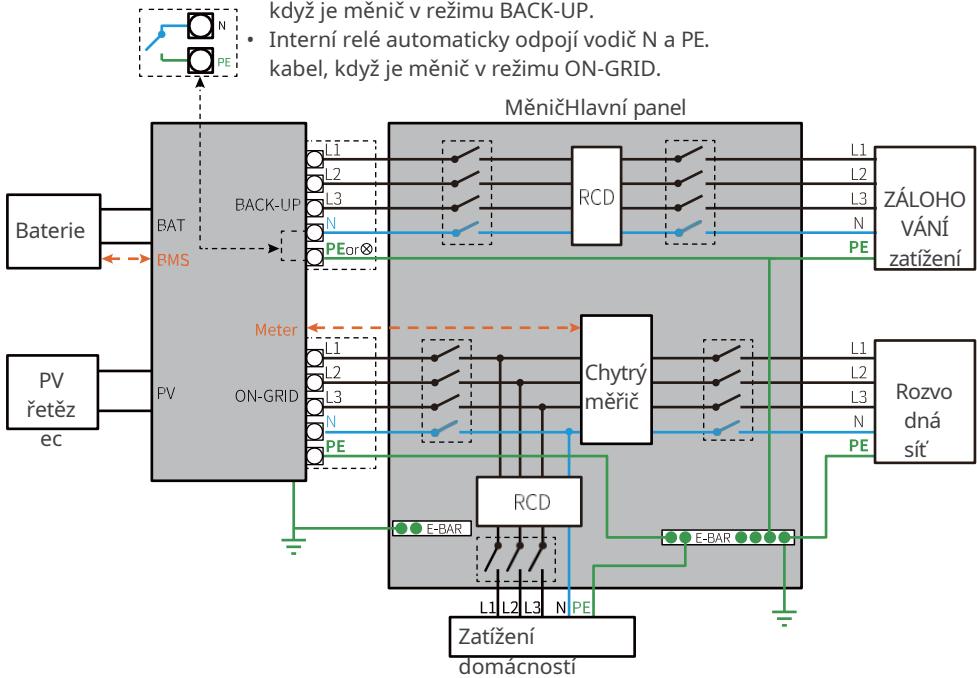 když je měnič v režimu BACK-UP.
N
• Interní relé automaticky odpojí vodič N a PE.
PE
kabel, když je měnič v režimu ON-GRID.
MěničHlavní panel
L1
L2
L3
N
PEor⊗
BACK-UP
BAT
BMS
Baterie
RCD
L1
L2
L3
N
PE
ZÁLOHO
VÁNÍ
zatížení
Meter
L1
L2
L3
N
PE
ON-GRID
PV
PV
řetěz
ec
Chytrý
měřič
L1
L2
L3
N
PE
Rozvo
dná
síť
RCD
E-BAR
E-BAR
L1 L2 L3 N PE
Zatížení
domácností